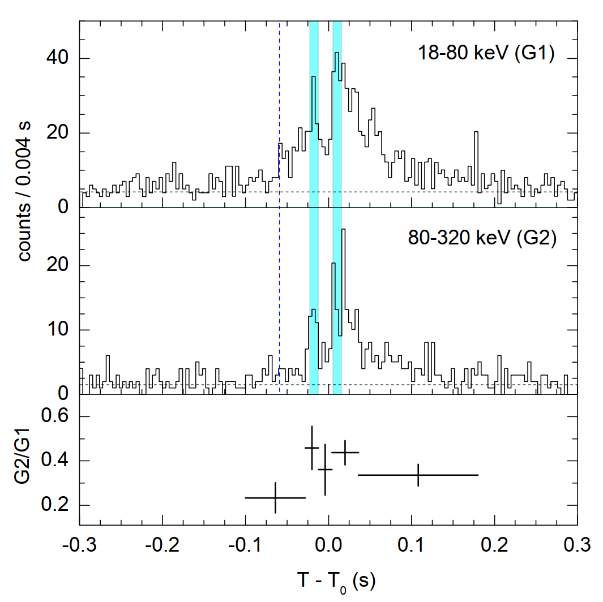 18-80 keV (G1)
40
20
0
counts / 0.004 s
80-320 keV (G2)
20
10
0
0.6
0.4
0.2
G2/G1
-0.3 -0.2 -0.1 0.0 0.1 0.2 0.3
T - T₀ (s)